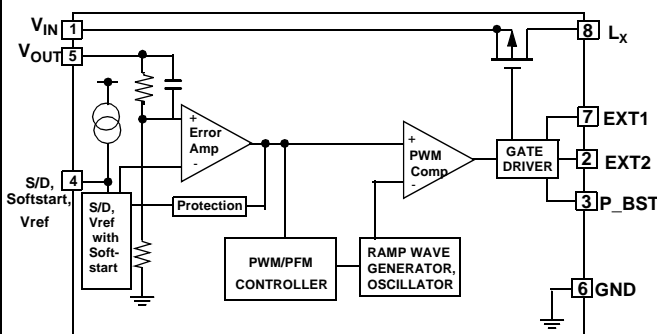 VIN 1
8 LX
VOUT 5
7 EXT1
+
Error
Amp
-
+
PWM
Comp
-
GATE
DRIVER
2 EXT2
S/D,
Softstart,
Vref
4
S/D,
Vref
with
Soft-
start
Protection
3 P_BST
PWM/PFM
CONTROLLER
RAMP WAVE
GENERATOR,
OSCILLATOR
6 GND